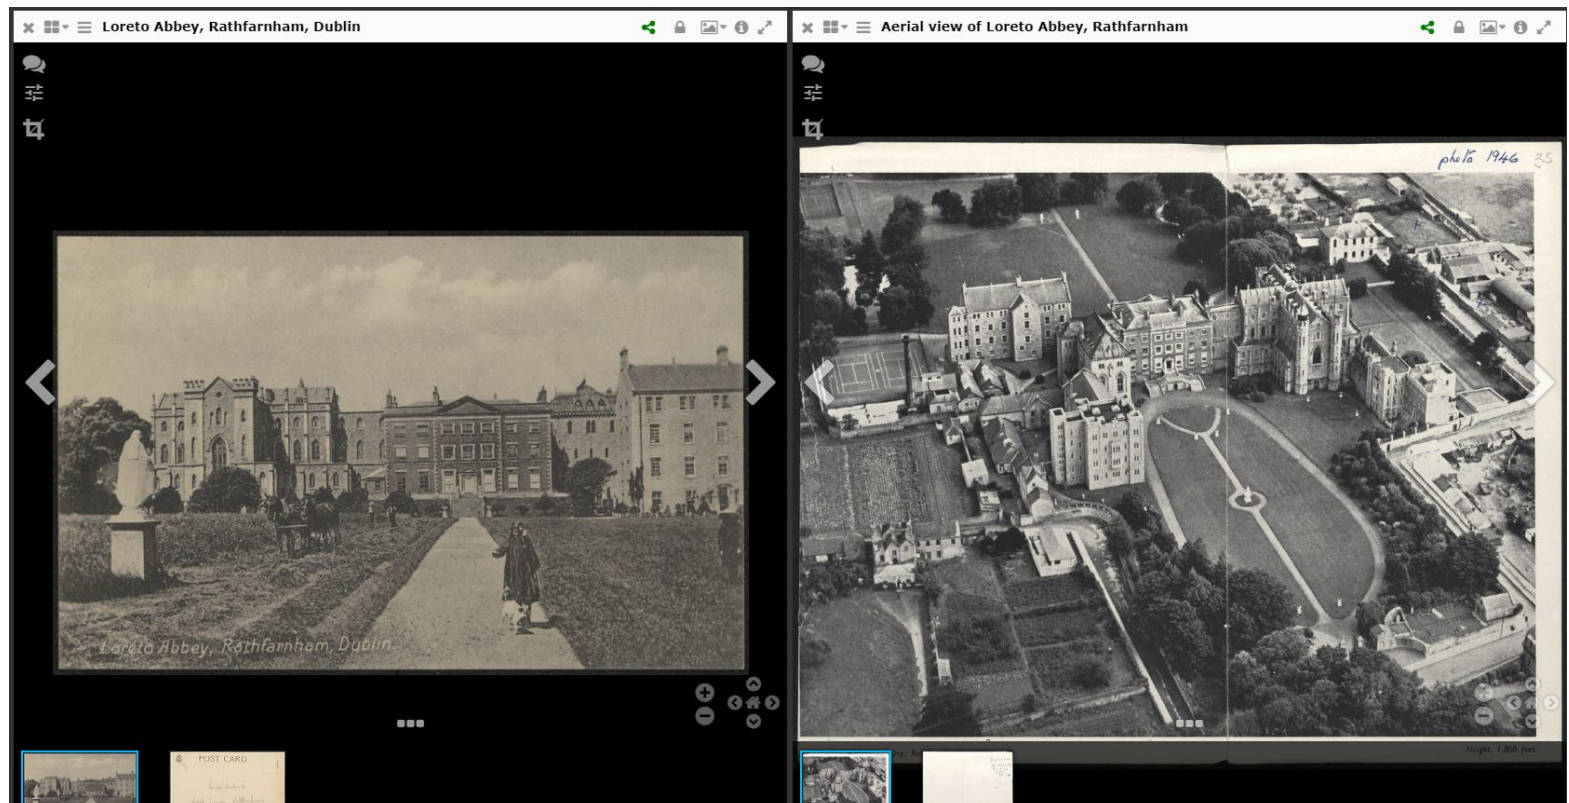 Loreto Abbey, Rathfarnham, Dublin
Aerial view of Loreto Abbey, Rathfarnham
photo 1946 25
Loreto Abbey, Rathfarnham, Dublin.
Height, 1,000 feet.
POST CARD